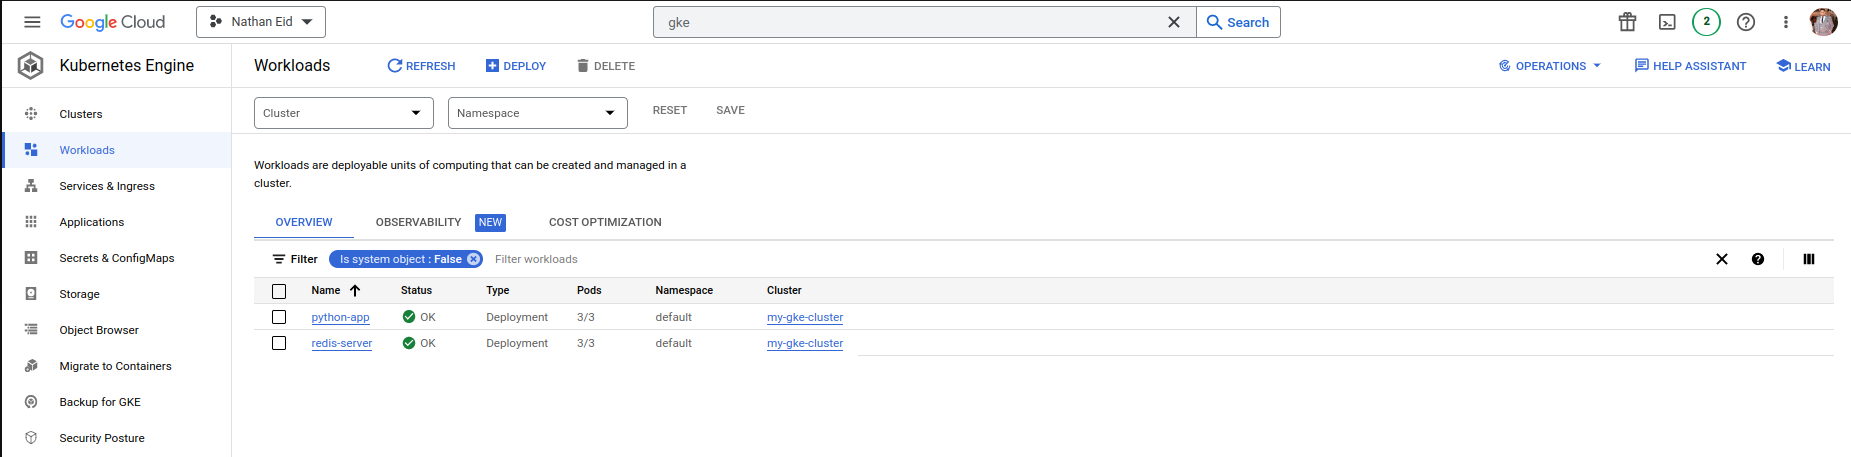 Google Cloud
Nathan Eid
gke
Search
2
Kubernetes Engine
Workloads
REFRESH
DEPLOY
DELETE
OPERATIONS
HELP ASSISTANT
LEARN
Clusters
Workloads
Services & Ingress
Applications
Secrets & ConfigMaps
Storage
Object Browser
Migrate to Containers
Backup for GKE
Security Posture
Cluster
Namespace
RESET
SAVE
Workloads are deployable units of computing that can be created and managed in a
cluster.
OVERVIEW
OBSERVABILITY
NEW
COST OPTIMIZATION
Filter
Is system object : False
Filter workloads
Name Status Type Pods Namespace Cluster
python-app OK Deployment 3/3 default my-gke-cluster
redis-server OK Deployment 3/3 default my-gke-cluster